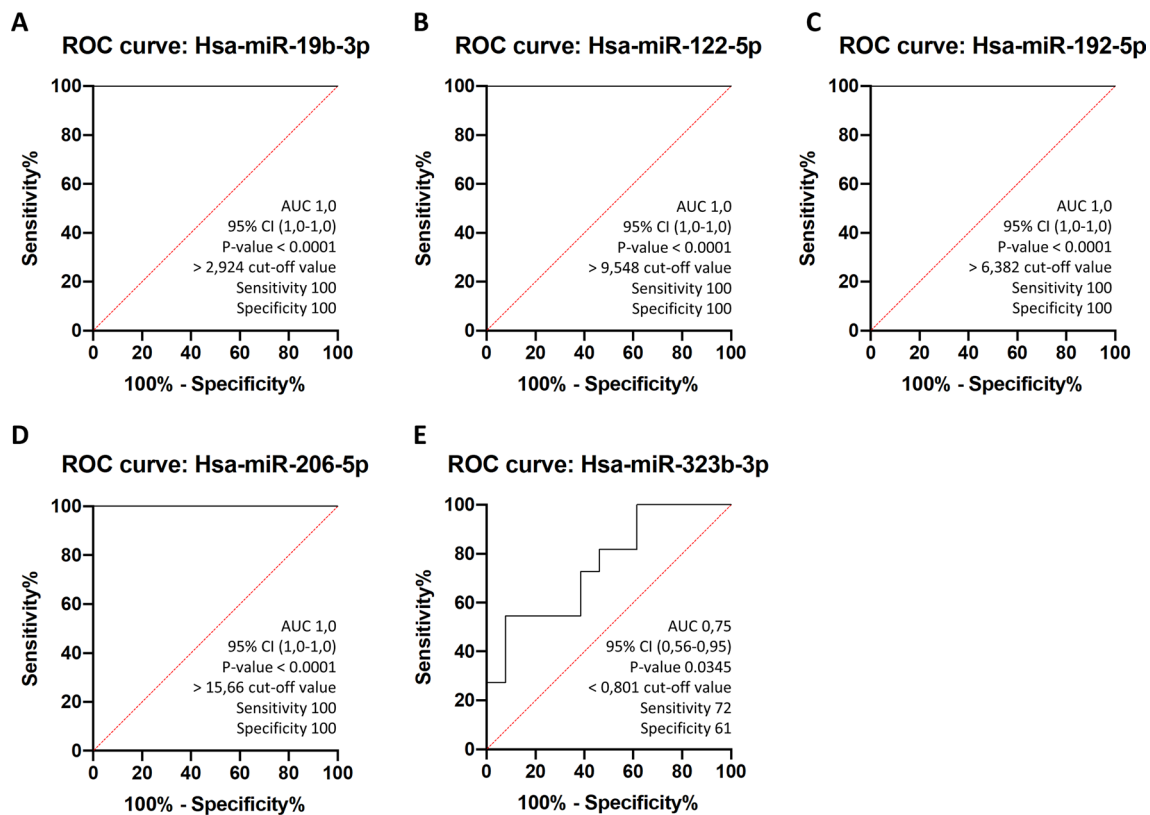 A
ROC curve: Hsa-miR-19b-3p
100
80
60
40
20
0
Sensitivity%
AUC 1,0
95% CI (1,0-1,0)
P-value < 0.0001
> 2,924 cut-off value
Sensitivity 100
Specificity 100
0 20 40 60 80 100
100% - Specificity%
B
ROC curve: Hsa-miR-122-5p
100
80
60
40
20
0
Sensitivity%
AUC 1,0
95% CI (1,0-1,0)
P-value < 0.0001
> 9,548 cut-off value
Sensitivity 100
Specificity 100
0 20 40 60 80 100
100% - Specificity%
C
ROC curve: Hsa-miR-192-5p
100
80
60
40
20
0
Sensitivity%
AUC 1,0
95% CI (1,0-1,0)
P-value < 0.0001
> 6,382 cut-off value
Sensitivity 100
Specificity 100
0 20 40 60 80 100
100% - Specificity%
D
ROC curve: Hsa-miR-206-5p
100
80
60
40
20
0
Sensitivity%
AUC 1,0
95% CI (1,0-1,0)
P-value < 0.0001
> 15,66 cut-off value
Sensitivity 100
Specificity 100
0 20 40 60 80 100
100% - Specificity%
E
ROC curve: Hsa-miR-323b-3p
100
80
60
40
20
0
Sensitivity%
AUC 0,75
95% CI (0,56-0,95)
P-value 0.0345
< 0,801 cut-off value
Sensitivity 72
Specificity 61
0 20 40 60 80 100
100% - Specificity%